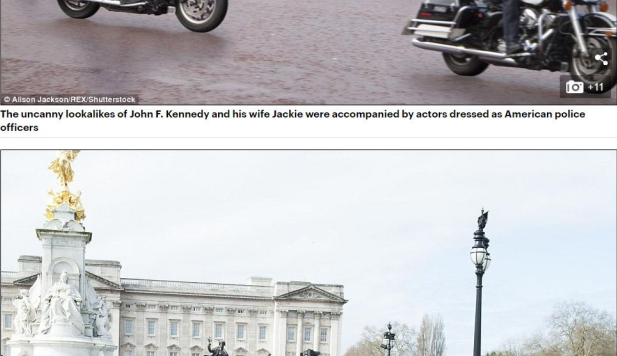 © Alison Jackson/REX/Shutterstock
+11
The uncanny lookalikes of John F. Kennedy and his wife Jackie were accompanied by actors dressed as American police
officers